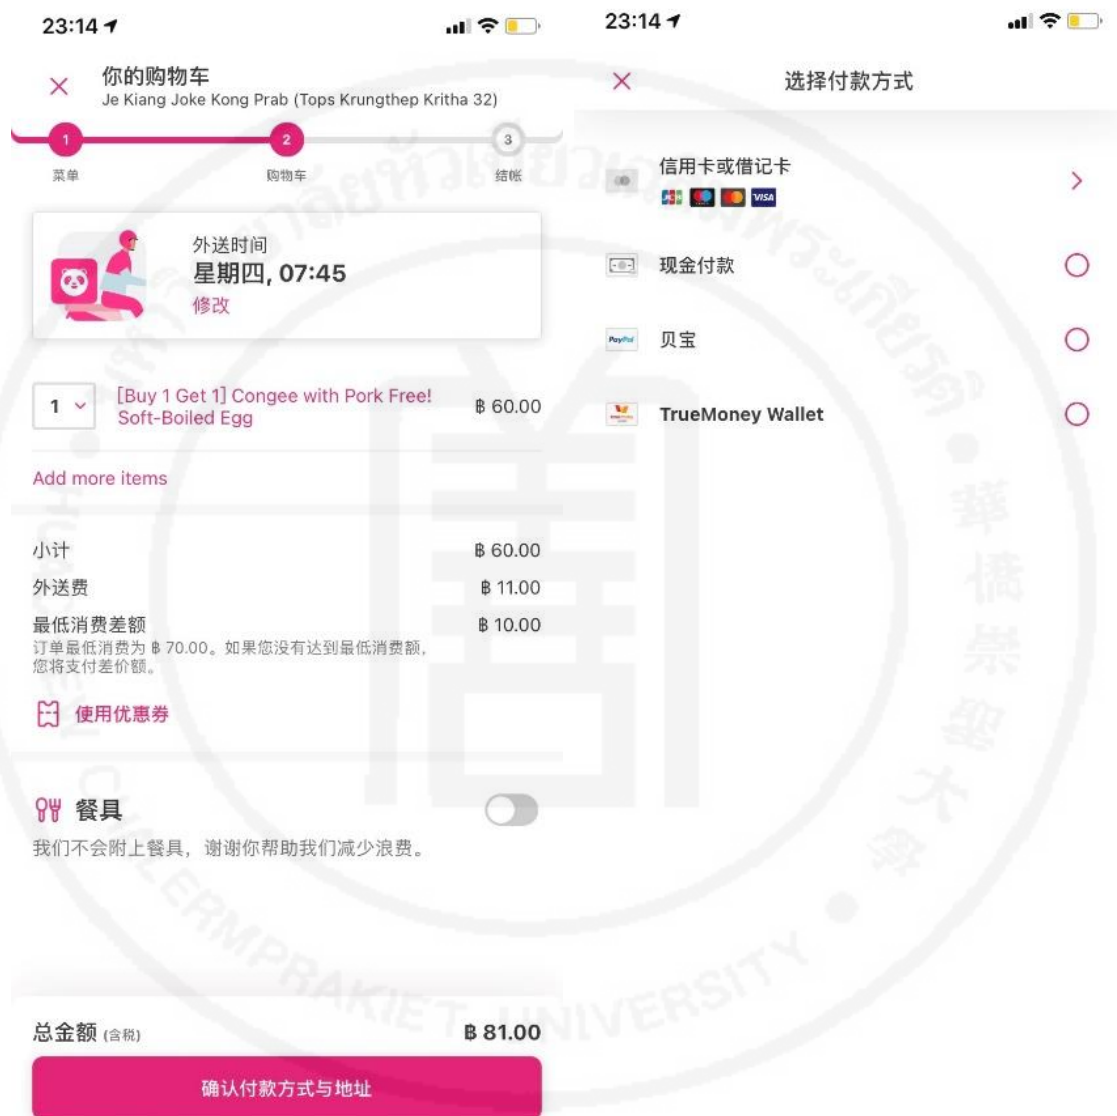 23:14
你的购物车
Je Kiang Joke Kong Prab (Tops Krungthep Kritha 32)
1
2
3
菜单
购物车
结帐
外送时间
星期四, 07:45
修改
1
[Buy 1 Get 1] Congee with Pork Free!
Soft-Boiled Egg
฿ 60.00
Add more items
小计
฿ 60.00
外送费
฿ 11.00
最低消费差额
฿ 10.00
订单最低消费为 ฿ 70.00。如果您没有达到最低消费额，
您将支付差价额。
使用优惠券
餐具
我们不会附上餐具，谢谢你帮助我们减少浪费。
总金额 (含税)
฿ 81.00
确认付款方式与地址
23:14
选择付款方式
信用卡或借记卡
JCB
VISA
现金付款
PayPal
贝宝
TrueMoney Wallet
華僑崇聖大學
UNIVERSITY